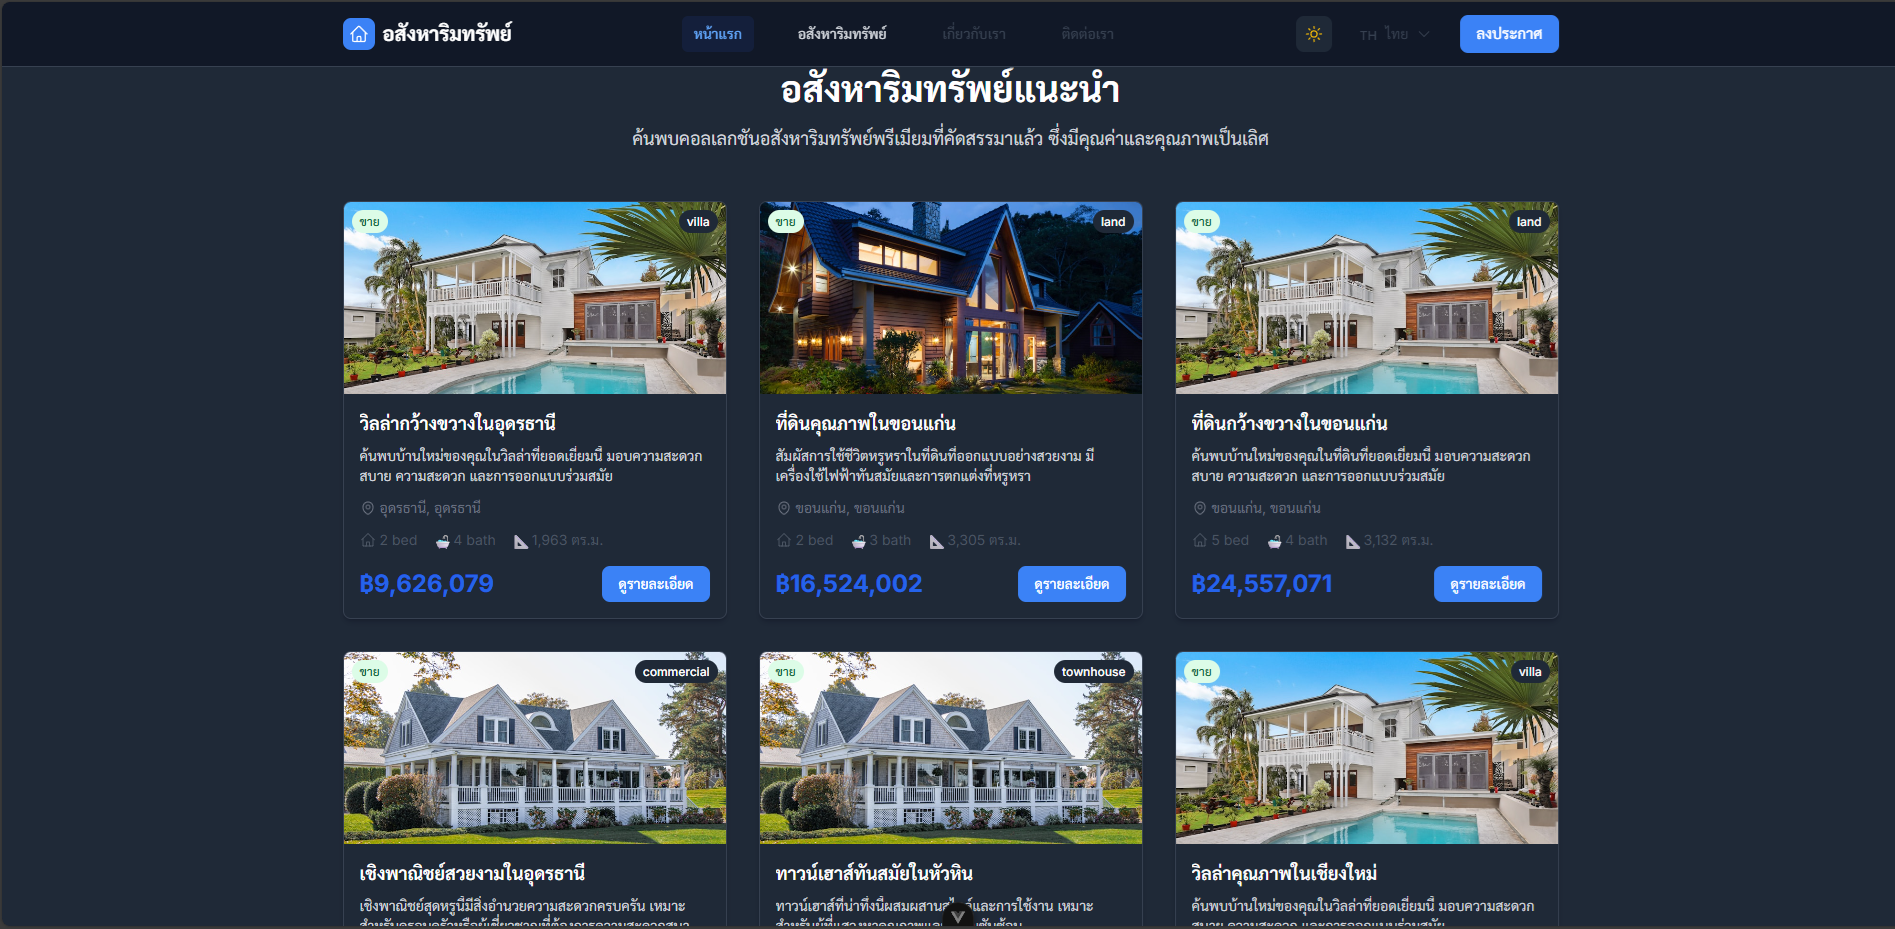 อสังหาริมทรัพย์
หน้าแรก
อสังหาริมทรัพย์
เกี่ยวกับเรา
ติดต่อเรา
TH ไทย
ลงประกาศ
อสังหาริมทรัพย์แนะนำ
ค้นพบคอลเลกชันอสังหาริมทรัพย์พรีเมียมที่คัดสรรมาแล้ว ซึ่งมีคุณค่าและคุณภาพเป็นเลิศ
ขาย
villa
วิลล่ากว้างขวางในอุดรธานี
ค้นพบบ้านใหม่ของคุณในวิลล่าที่ยอดเยี่ยมนี้ มอบความสะดวก
สบาย ความสะดวก และการออกแบบร่วมสมัย
อุดรธานี, อุดรธานี
2 bed 4 bath 1,963 ตร.ม.
฿9,626,079
ดูรายละเอียด
ขาย
land
ที่ดินคุณภาพในขอนแก่น
สัมผัสการใช้ชีวิตหรูหราในที่ดินที่ออกแบบอย่างสวยงาม มี
เครื่องใช้ไฟฟ้าทันสมัยและการตกแต่งที่หรูหรา
ขอนแก่น, ขอนแก่น
2 bed 3 bath 3,305 ตร.ม.
฿16,524,002
ดูรายละเอียด
ขาย
land
ที่ดินกว้างขวางในขอนแก่น
ค้นพบบ้านใหม่ของคุณในที่ดินที่ยอดเยี่ยมนี้ มอบความสะดวก
สบาย ความสะดวก และการออกแบบร่วมสมัย
ขอนแก่น, ขอนแก่น
5 bed 4 bath 3,132 ตร.ม.
฿24,557,071
ดูรายละเอียด
ขาย
commercial
เชิงพาณิชย์สวยงามในอุดรธานี
เชิงพาณิชย์สุดหรูนี้มีสิ่งอำนวยความสะดวกครบครัน เหมาะ
ขาย
townhouse
ทาวน์เฮาส์ทันสมัยในหัวหิน
ทาวน์เฮาส์ที่น่าทึ่งนี้ผสมผสาน และการใช้งาน เหมาะ
ขาย
villa
วิลล่าคุณภาพในเชียงใหม่
ค้นพบบ้านใหม่ของคุณในวิลล่าที่ยอดเยี่ยมนี้ มอบความสะดวก
สบาย ความสะดวก และการออกแบบร่วมสมัย